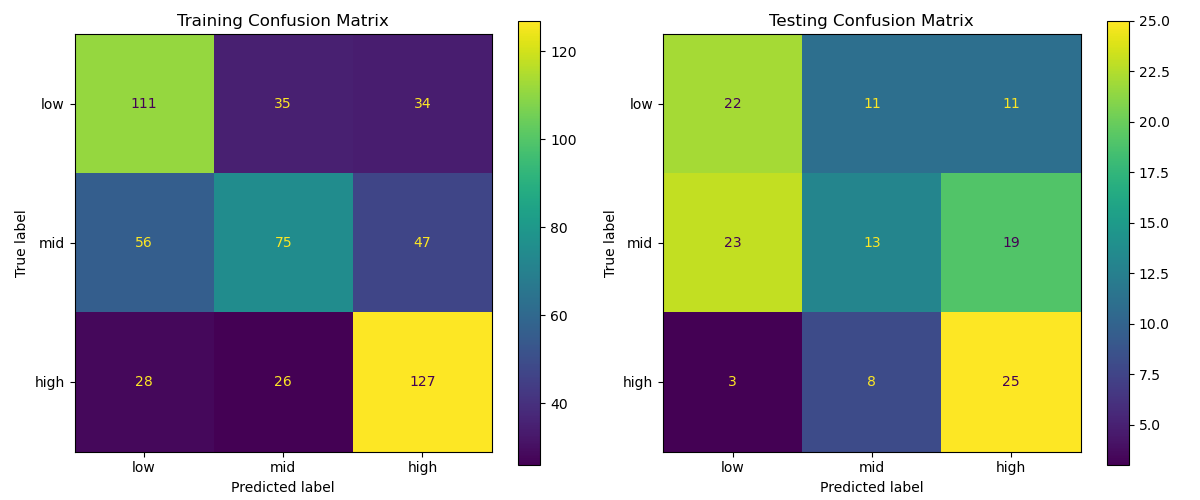 Training Confusion Matrix
low
mid
high
True label
111 35 34
56 75 47
28 26 127
low mid high
Predicted label
120
100
80
60
40
Testing Confusion Matrix
low
mid
high
True label
22 11 11
23 13 19
3 8 25
low mid high
Predicted label
25.0
22.5
20.0
17.5
15.0
12.5
10.0
7.5
5.0